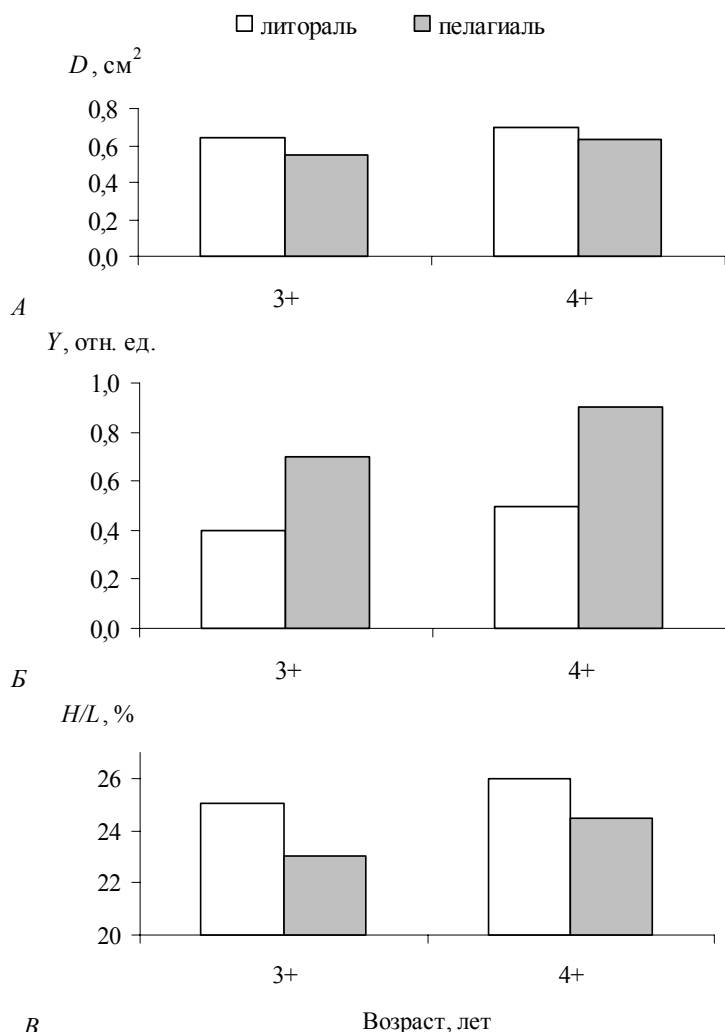 литораль пелагиаль
D, см²
0,8
0,6
0,4
0,2
0,0
3+ 4+
А
Y, отн. ед.
1,0
0,8
0,6
0,4
0,2
0,0
3+ 4+
Б
H/L, %
26
24
22
20
3+ 4+
В Возраст, лет